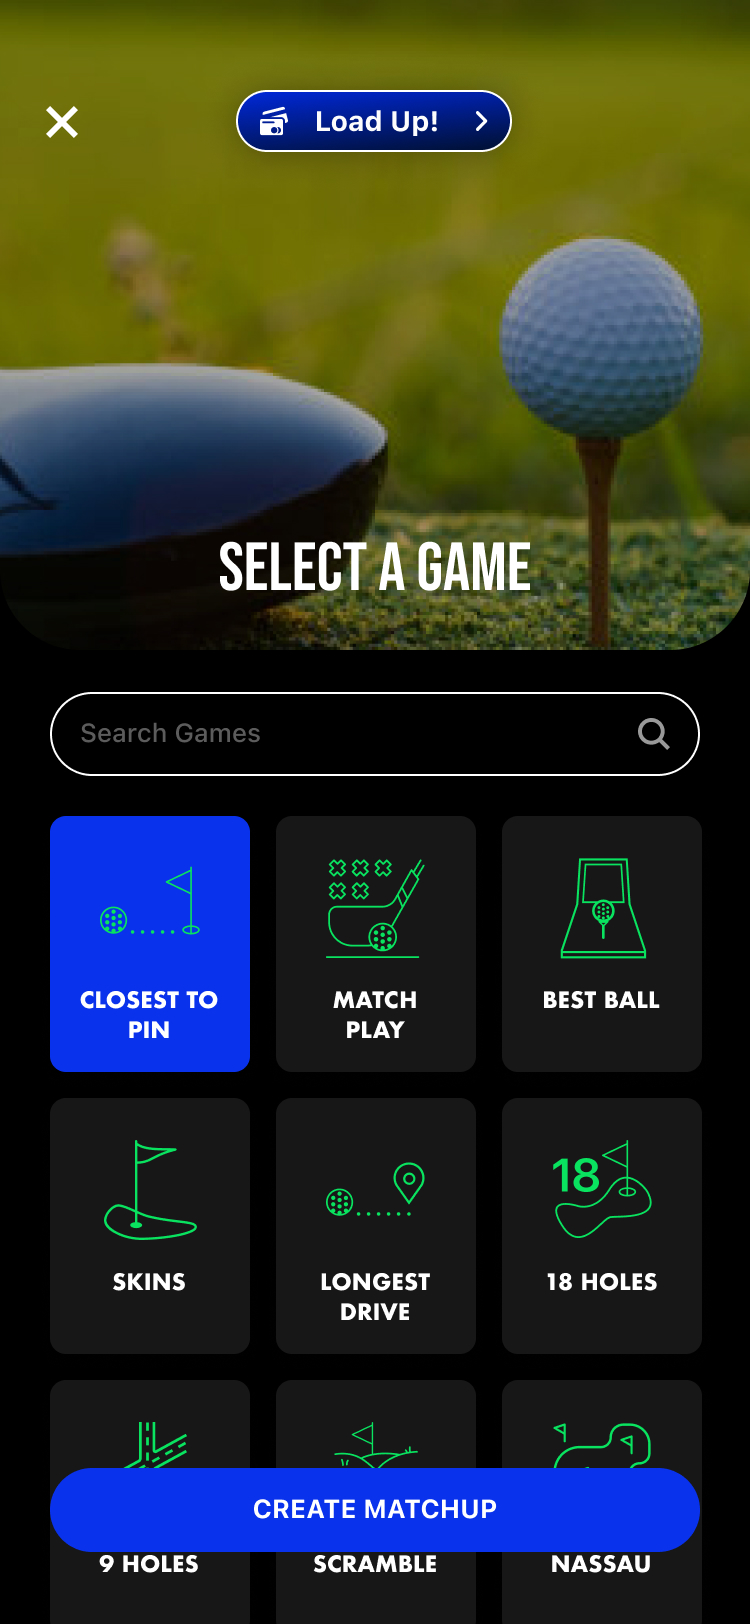 Load Up!
SELECT A GAME
Search Games
CLOSEST TO
PIN
MATCH
PLAY
BEST BALL
SKINS
LONGEST
DRIVE
18
18 HOLES
CREATE MATCHUP
9 HOLES
SCRAMBLE
NASSAU